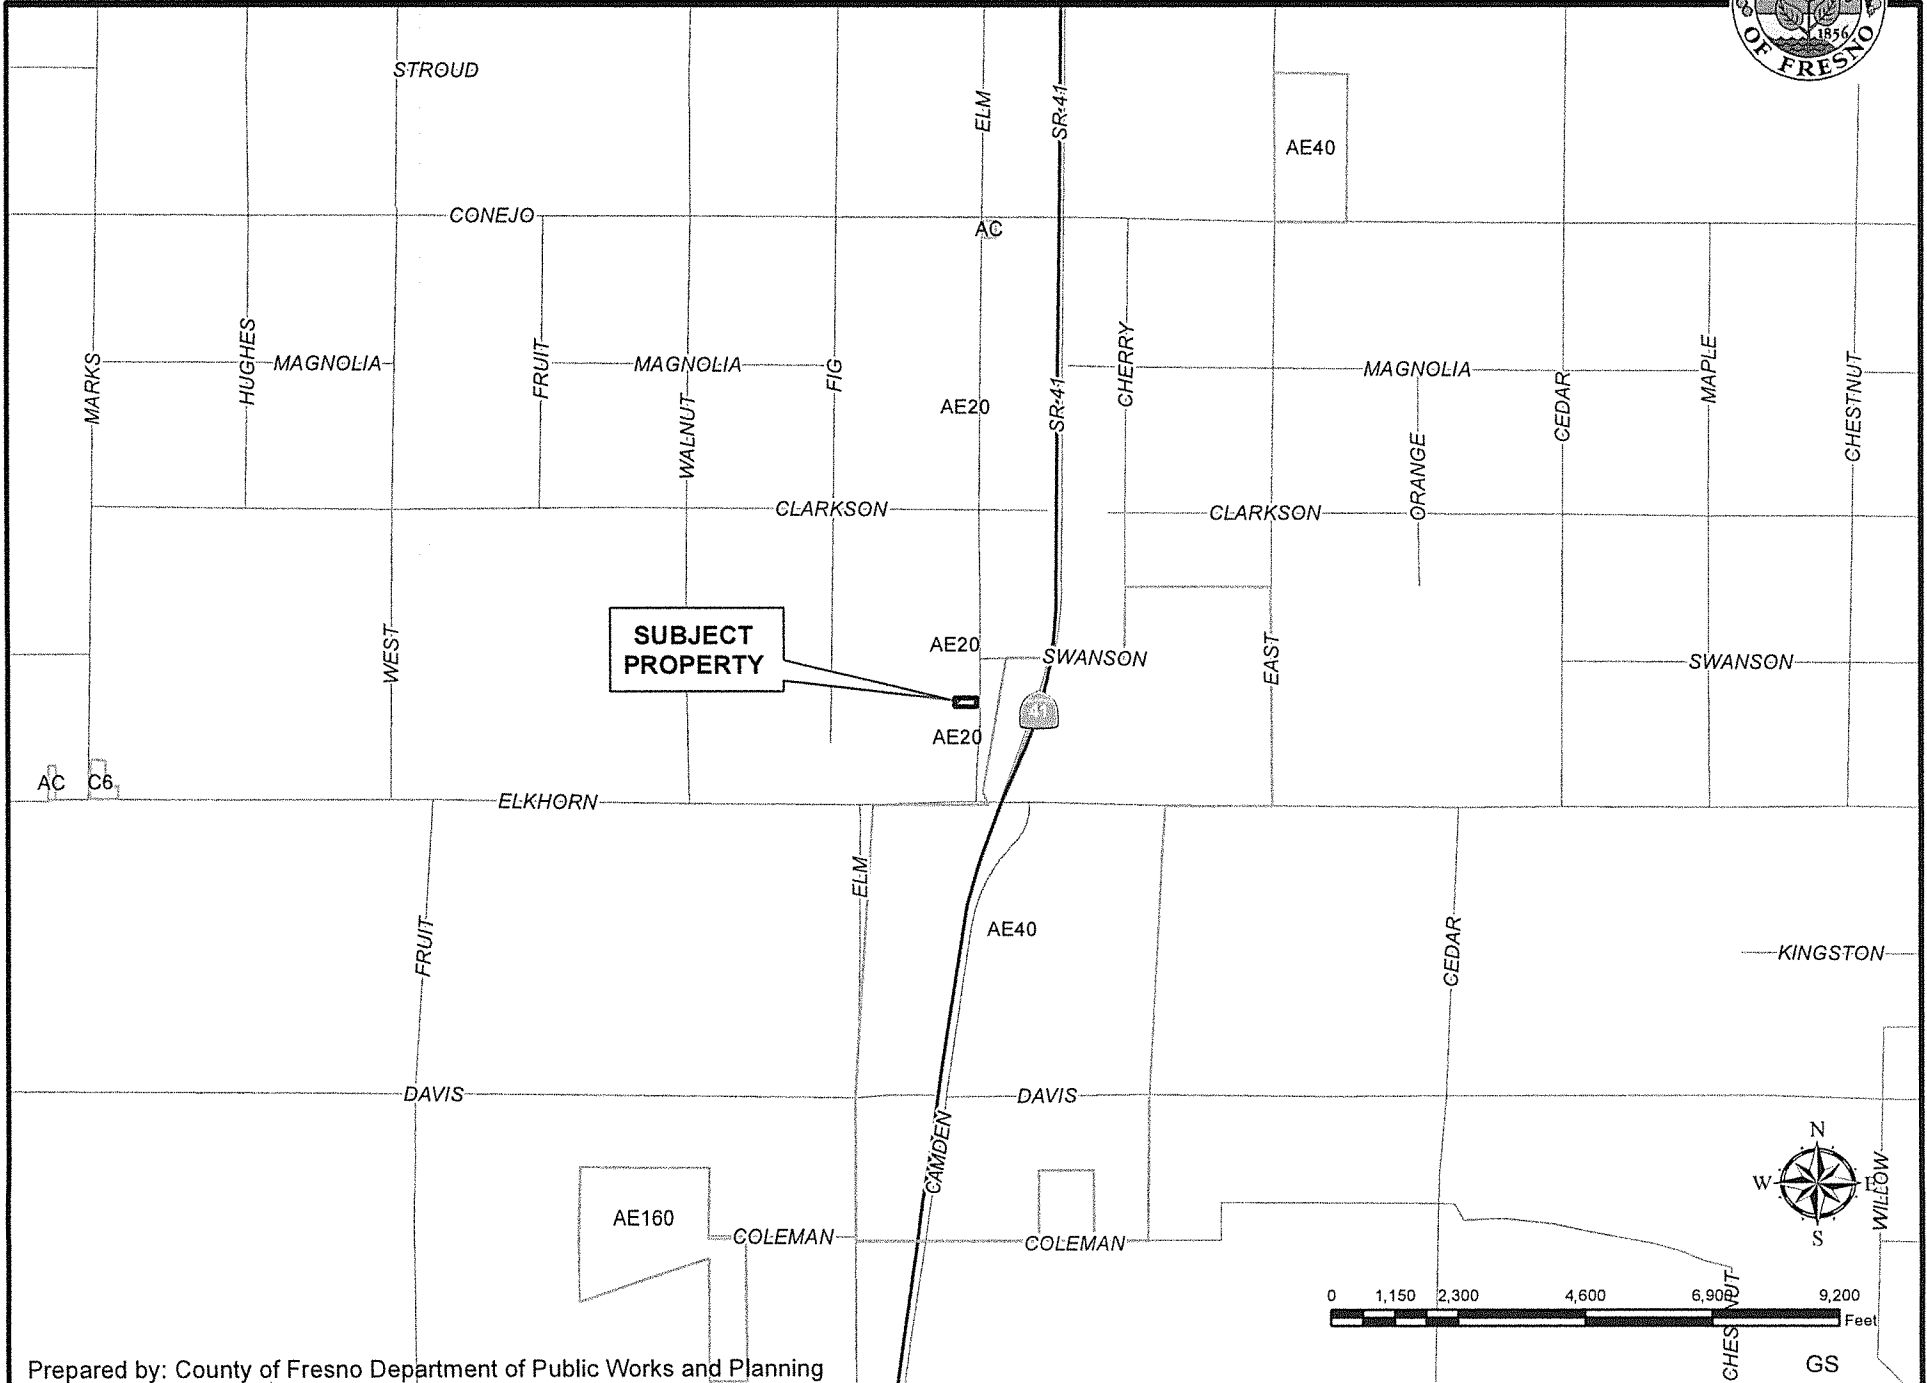 1856
OF FRESNO
STROUD
ELM
SR-41
AE40
CONEJO
AC
MARKS
HUGHES
MAGNOLIA
FRUIT
MAGNOLIA
WALNUT
FIG
AE20
SR-41
CHERRY
MAGNOLIA
ORANGE
CEDAR
MAPLE
CHESTNUT
CLARKSON
CLARKSON
WEST
SUBJECT
PROPERTY
AE20
SWANSON
EAST
SWANSON
41
AE20
AC
C6
ELKHORN
ELM
FRUIT
AE40
CEDAR
KINGSTON
DAVIS
DAVIS
CAMDEN
N
W
E
S
WILLOW
AE160
COLEMAN
COLEMAN
CHESTNUT
0 1,150 2,300 4,600 6,900 9,200
Feet
Prepared by: County of Fresno Department of Public Works and Planning
GS